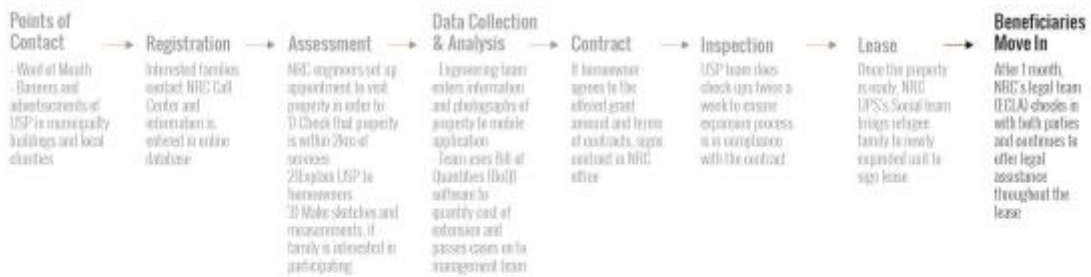 Points of
Contact
- Word of Mouth
- Banners and
advertisements of
USP in municipality
buildings and local
charities
Registration
Interested families
contact NRC Call
Center and
information is
entered in online
database
Assessment
NRC engineers set up
appointment to visit
property in order to
1) Check that property
is within 2km of
services
2)Explain USP to
homeowners
3) Make sketches and
measurements, if
family is interested in
participating
Data Collection
& Analysis
- Engineering team
enters information
and photographs of
property to mobile
application
- Team uses Bill of
Quantities (BoQ)
software to
quantify cost of
extension and
passes cases on to
management team
Contract
If homeowner
agrees to the
offered grant
amount and terms
of contracts, signs
contract in NRC
office
Inspection
USP team does
check-ups twice a
week to ensure
expansion process
is in compliance
with the contract
Lease
Once the property
is ready, NRC
UPS's Social team
brings refugee
family to newly
expanded unit to
sign lease
Beneficiaries
Move In
After 1 month,
NRC's legal team
(ECLA) checks in
with both parties
and continues to
offer legal
assistance
throughout the
lease